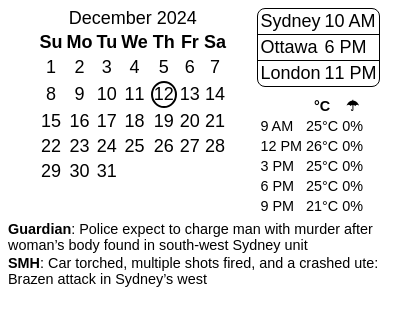 December 2024
Su Mo Tu We Th Fr Sa
1 2 3 4 5 6 7
8 9 10 11 12 13 14
15 16 17 18 19 20 21
22 23 24 25 26 27 28
29 30 31
Sydney 10 AM
Ottawa 6 PM
London 11 PM
°C ☂
9 AM 25°C 0%
12 PM 26°C 0%
3 PM 25°C 0%
6 PM 25°C 0%
9 PM 21°C 0%
Guardian: Police expect to charge man with murder after
woman's body found in south-west Sydney unit
SMH: Car torched, multiple shots fired, and a crashed ute:
Brazen attack in Sydney's west